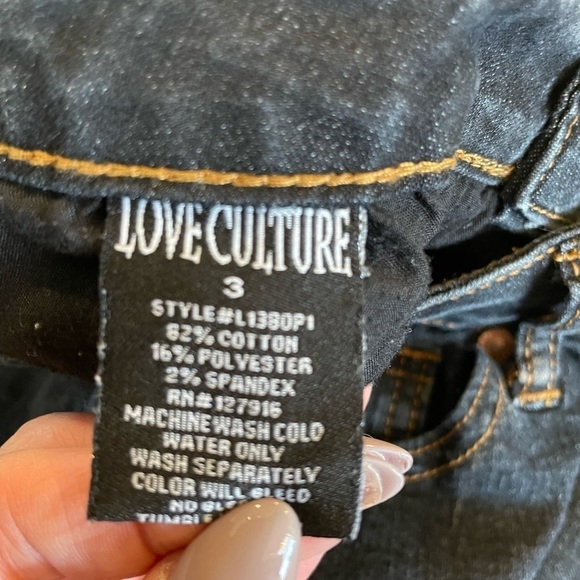 LOVE CULTURE
3
STYLE#L1380P1
82% COTTON
16% POLYESTER
2% SPANDEX
RN#127916
MACHINE WASH COLD
WATER ONLY
WASH SEPARATELY
COLOR WILL BLEED
NO